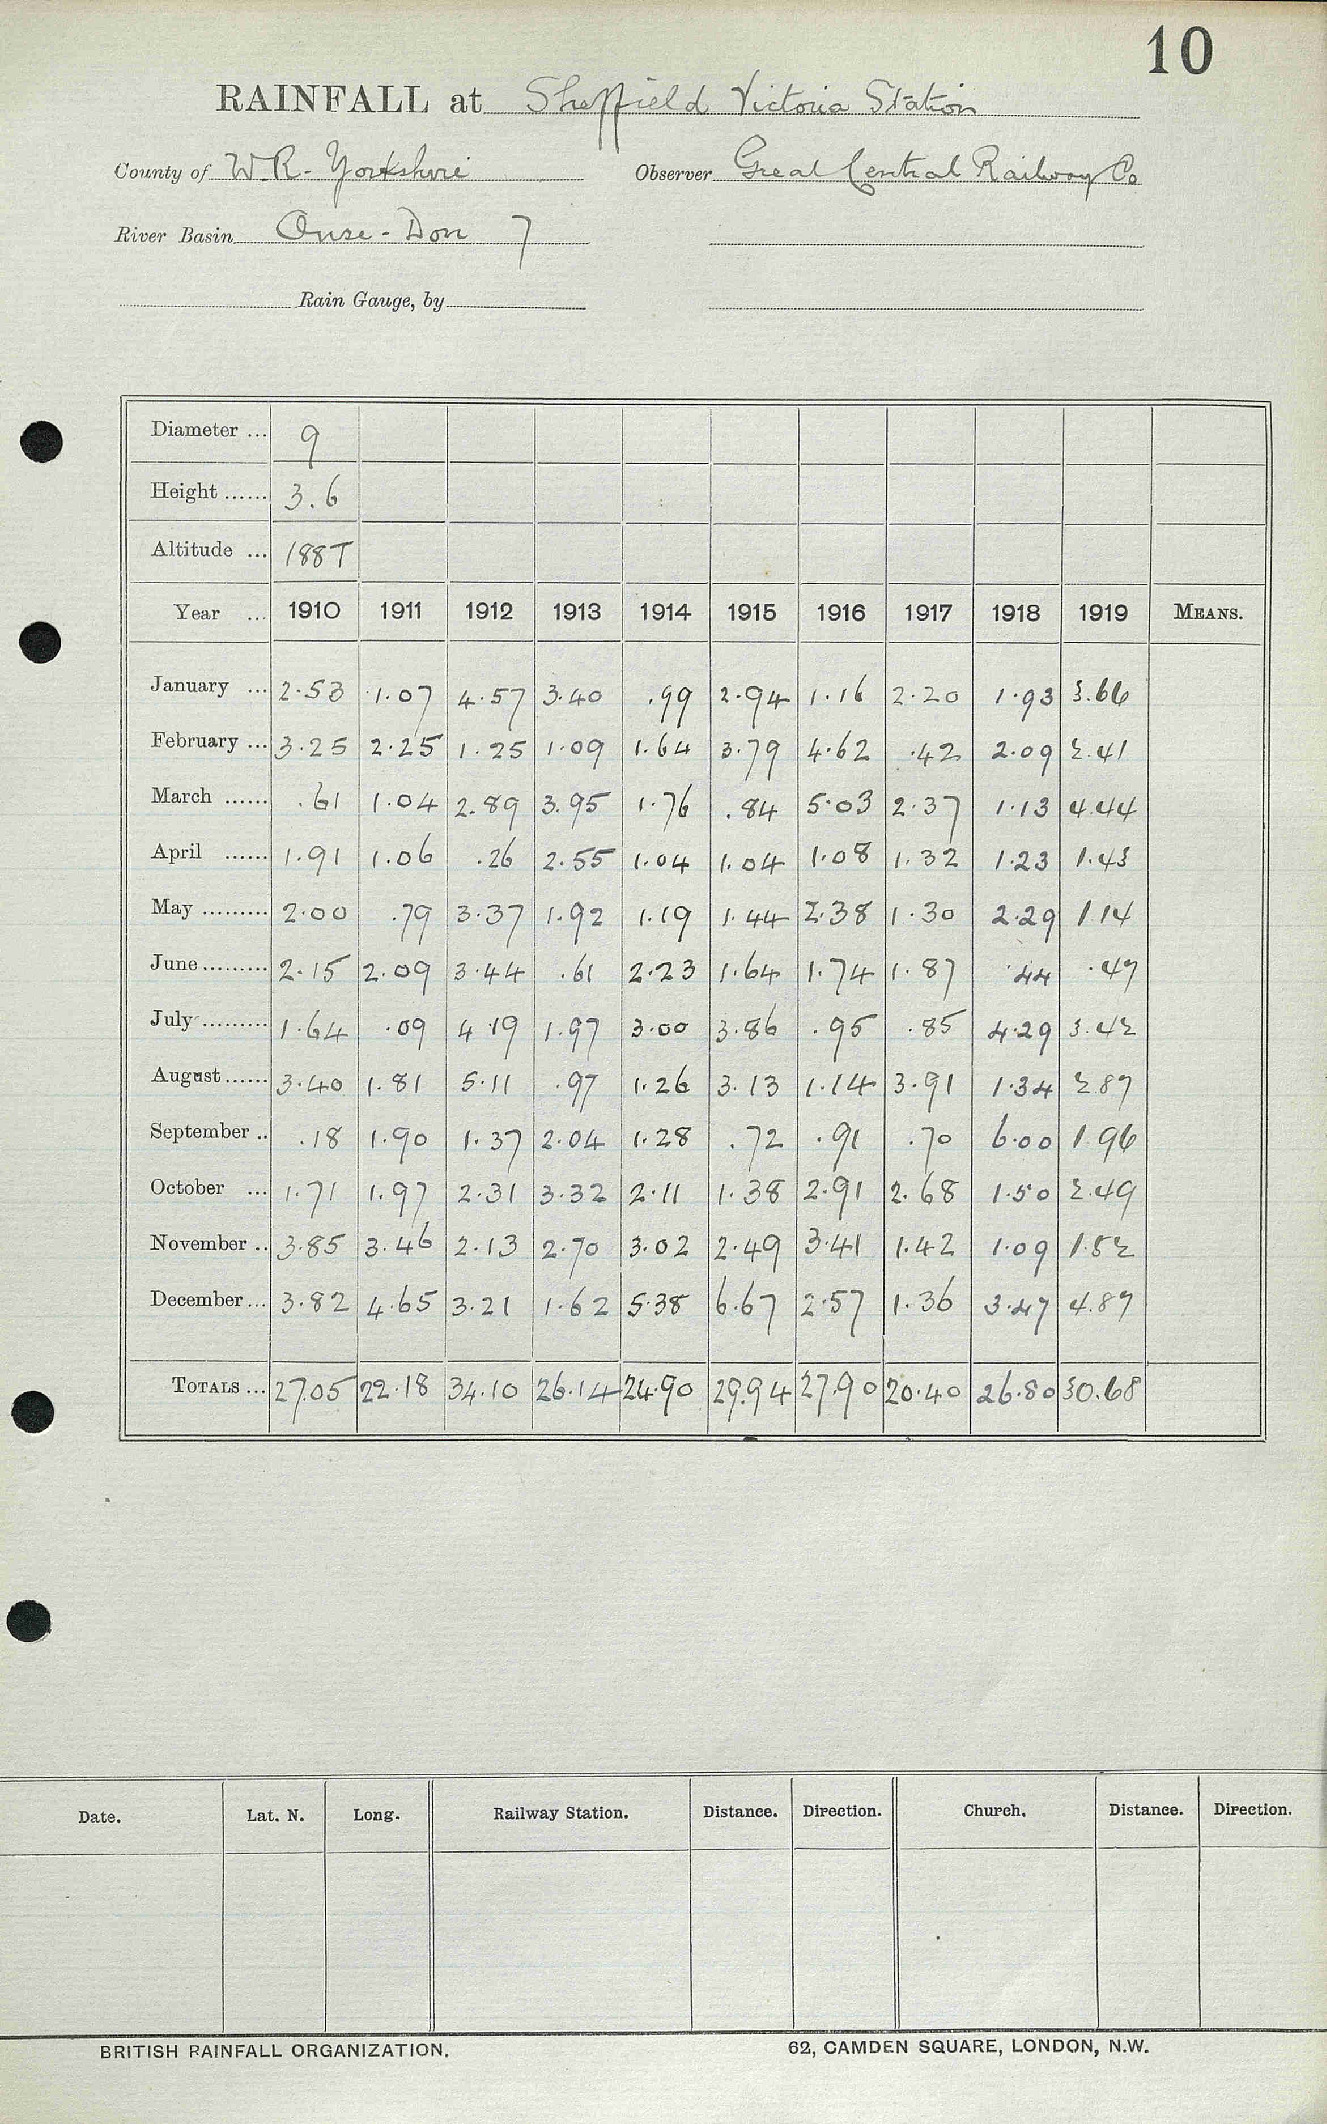 10
RAINFALL at Sheffield Victoria Station
County of W.R. Yorkshire Observer Great Central Railway Co
River Basin Ouse - Don 7
Rain Gauge, by
Diameter ... 9
Height ...... 3.6
Altitude ... 188T
Year ... 1910 1911 1912 1913 1914 1915 1916 1917 1918 1919 MEANS.
January ... 2.53 1.07 4.57 3.40 .99 2.94 1.16 2.20 1.93 3.66
February ... 3.25 2.25 1.25 1.09 1.64 3.79 4.62 .42 2.09 2.41
March ...... .61 1.04 2.89 3.95 1.76 .84 5.03 2.37 1.13 4.44
April ...... 1.91 1.06 .26 2.55 1.04 1.04 1.08 1.32 1.23 1.43
May ......... 2.00 .79 3.37 1.92 1.19 1.44 2.38 1.30 2.29 1.14
June ......... 2.15 2.09 3.44 .61 2.23 1.64 1.74 1.87 .44 .47
July ......... 1.64 .09 4.19 1.97 3.00 3.86 .95 .85 4.29 3.42
August ...... 3.40 1.81 5.11 .97 1.26 3.13 1.14 3.91 1.34 2.87
September .. .18 1.90 1.37 2.04 1.28 .72 .91 .70 6.00 1.96
October ... 1.71 1.97 2.31 3.32 2.11 1.38 2.91 2.68 1.50 2.49
November .. 3.85 3.46 2.13 2.70 3.02 2.49 3.41 1.42 1.09 1.52
December ... 3.82 4.65 3.21 1.62 5.38 6.67 2.57 1.36 3.47 4.87
TOTALS ... 27.05 22.18 34.10 26.14 24.90 29.94 27.90 20.40 26.80 30.68
Date. Lat. N. Long. Railway Station. Distance. Direction. Church. Distance. Direction.
BRITISH RAINFALL ORGANIZATION. 62, CAMDEN SQUARE, LONDON, N.W.